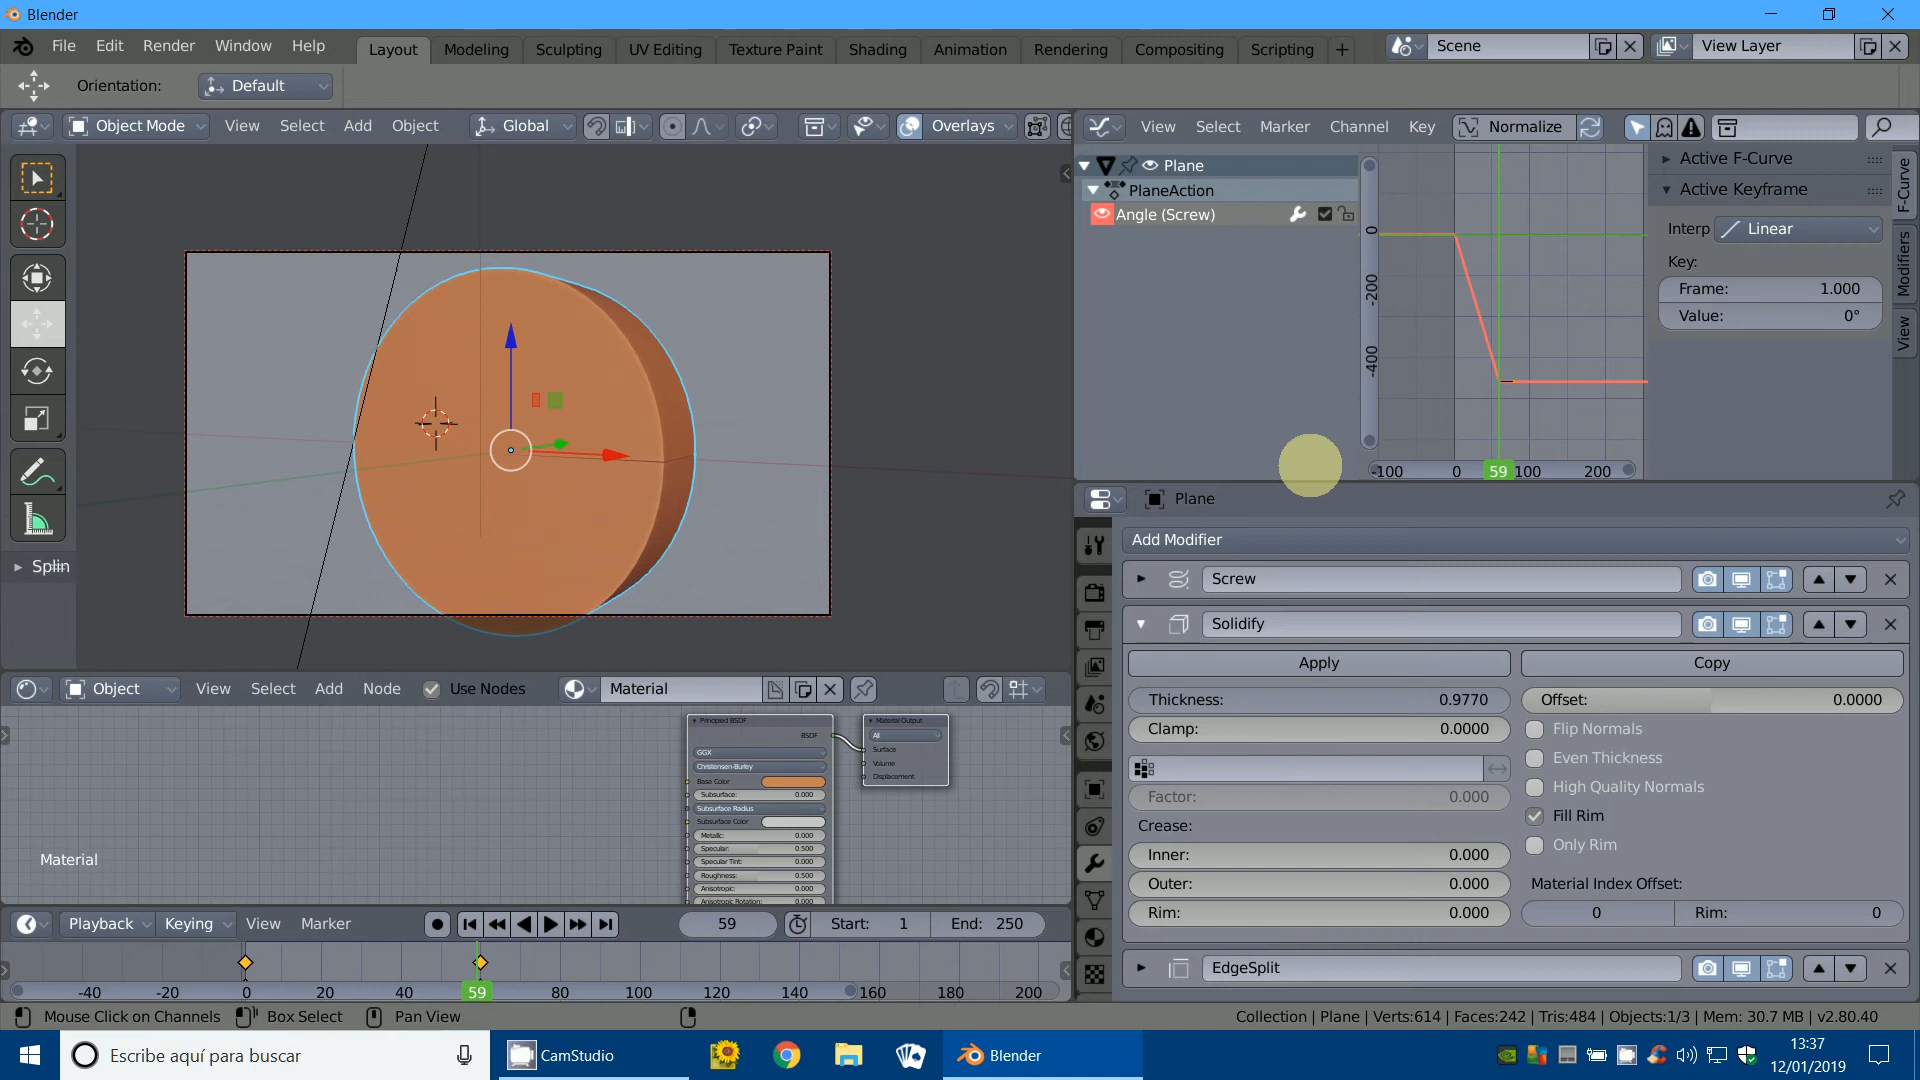 Blender
File Edit Render Window Help
Layout Modeling Sculpting UV Editing Texture Paint Shading Animation Rendering Compositing Scripting +
Scene
View Layer
Orientation: Default
Object Mode View Select Add Object Global Overlays
View Select Marker Channel Key Normalize
Plane
PlaneAction
Angle (Screw)
0
-200
-400
-100 0 59 100 200
Active F-Curve
Active Keyframe
Interp Linear
Key:
Frame: 1.000
Value: 0°
F-Curve
Modifiers
View
Plane
Add Modifier
Screw
Solidify
Apply Copy
Thickness: 0.9770
Offset: 0.0000
Clamp: 0.0000
Flip Normals
Even Thickness
High Quality Normals
Factor: 0.000
Fill Rim
Crease:
Only Rim
Inner: 0.000
Outer: 0.000
Material Index Offset:
Rim: 0.000
0 Rim: 0
EdgeSplit
Object View Select Add Node Use Nodes Material
Principled BSDF
BSDF
GGX
Christensen-Burley
Base Color
Subsurface: 0.000
Subsurface Radius
Subsurface Color
Metallic: 0.000
Specular: 0.500
Specular Tint: 0.000
Roughness: 0.500
Anisotropic: 0.000
Anisotropic Rotation: 0.000
Material Output
All
Surface
Volume
Displacement
Material
Playback Keying View Marker 59 Start: 1 End: 250
-40 -20 0 20 40 59 80 100 120 140 160 180 200
Mouse Click on Channels Box Select Pan View
Collection | Plane | Verts:614 | Faces:242 | Tris:484 | Objects:1/3 | Mem: 30.7 MB | v2.80.40
Escribe aquí para buscar
CamStudio
Blender
13:37
12/01/2019